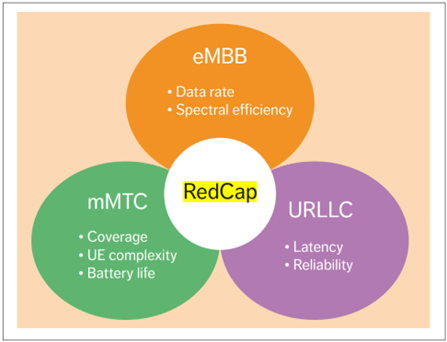 eMBB
• Data rate
• Spectral efficiency
RedCap
mMTC
• Coverage
• UE complexity
• Battery life
URLLC
• Latency
• Reliability